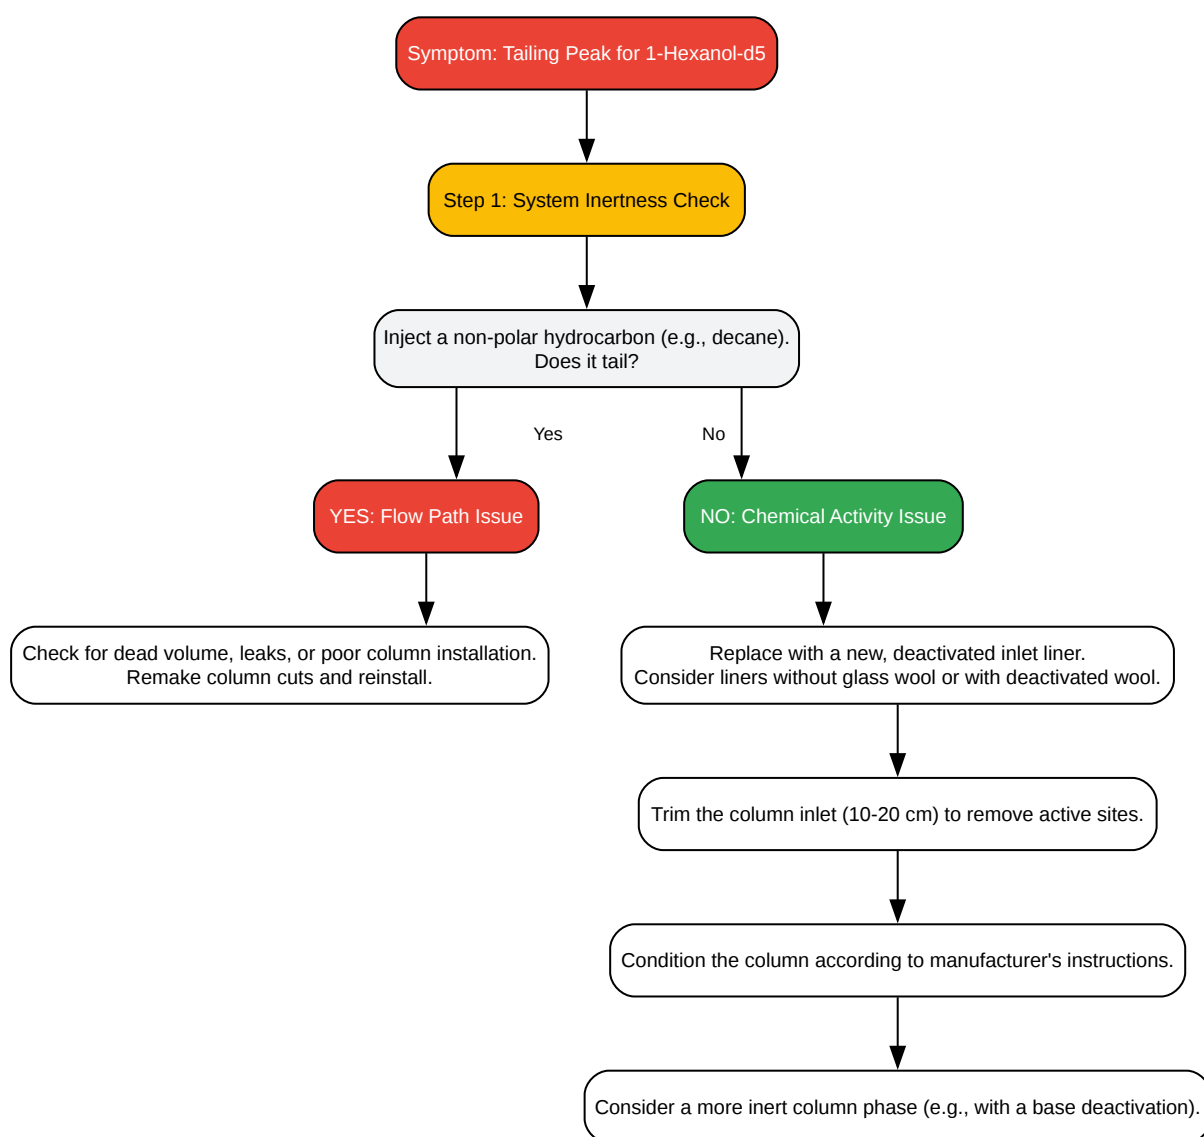 Symptom: Tailing Peak for 1-Hexanol-d5
Step 1: System Inertness Check
Inject a non-polar hydrocarbon (e.g., decane).
Does it tail?
Yes
No
YES: Flow Path Issue
NO: Chemical Activity Issue
Check for dead volume, leaks, or poor column installation.
Remake column cuts and reinstall.
Replace with a new, deactivated inlet liner.
Consider liners without glass wool or with deactivated wool.
Trim the column inlet (10-20 cm) to remove active sites.
Condition the column according to manufacturer's instructions.
Consider a more inert column phase (e.g., with a base deactivation).